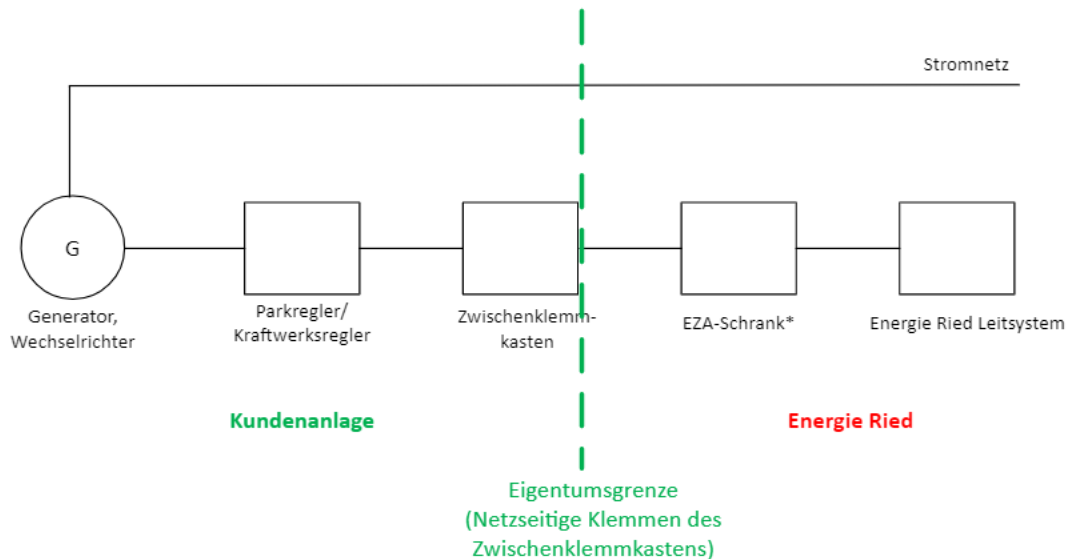 Stromnetz
G
Generator,
Wechselrichter
Parkregler/
Kraftwerksregler
Zwischenklemm-
kasten
EZA-Schrank*
Energie Ried Leitsystem
Kundenanlage
Energie Ried
Eigentumsgrenze
(Netzseitige Klemmen des
Zwischenklemmkastens)